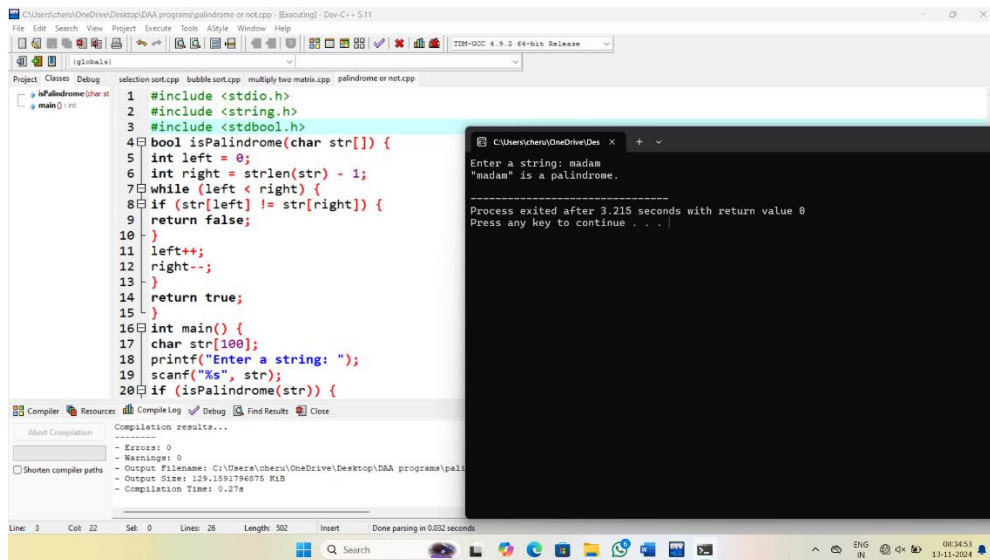 C:\Users\cheru\OneDrive\Desktop\DAA programs\palindrome or not.cpp - [Executing] - Dev-C++ 5.11
File Edit Search View Project Execute Tools AStyle Window Help
TDM-GCC 4.9.2 64-bit Release
(globals)
Project Classes Debug
selection sort.cpp bubble sort.cpp multiply two matrix.cpp palindrome or not.cpp
isPalindrome (char st
main () : int
1 #include <stdio.h>
2 #include <string.h>
3 #include <stdbool.h>
4 bool isPalindrome(char str[]) {
5 int left = 0;
6 int right = strlen(str) - 1;
7 while (left < right) {
8 if (str[left] != str[right]) {
9 return false;
10 }
11 left++;
12 right--;
13 }
14 return true;
15 }
16 int main() {
17 char str[100];
18 printf("Enter a string: ");
19 scanf("%s", str);
20 if (isPalindrome(str)) {
C:\Users\cheru\OneDrive\Des
Enter a string: madam
"madam" is a palindrome.
--------------------------------
Process exited after 3.215 seconds with return value 0
Press any key to continue . . .
Compiler Resources Compile Log Debug Find Results Close
Abort Compilation
Shorten compiler paths
Compilation results...
--------
- Errors: 0
- Warnings: 0
- Output Filename: C:\Users\cheru\OneDrive\Desktop\DAA programs\pali
- Output Size: 129.1591796875 KiB
- Compilation Time: 0.27s
Line: 3 Col: 22 Sel: 0 Lines: 26 Length: 502 Insert Done parsing in 0.032 seconds
Search
ENG
IN
08:34:53
13-11-2024